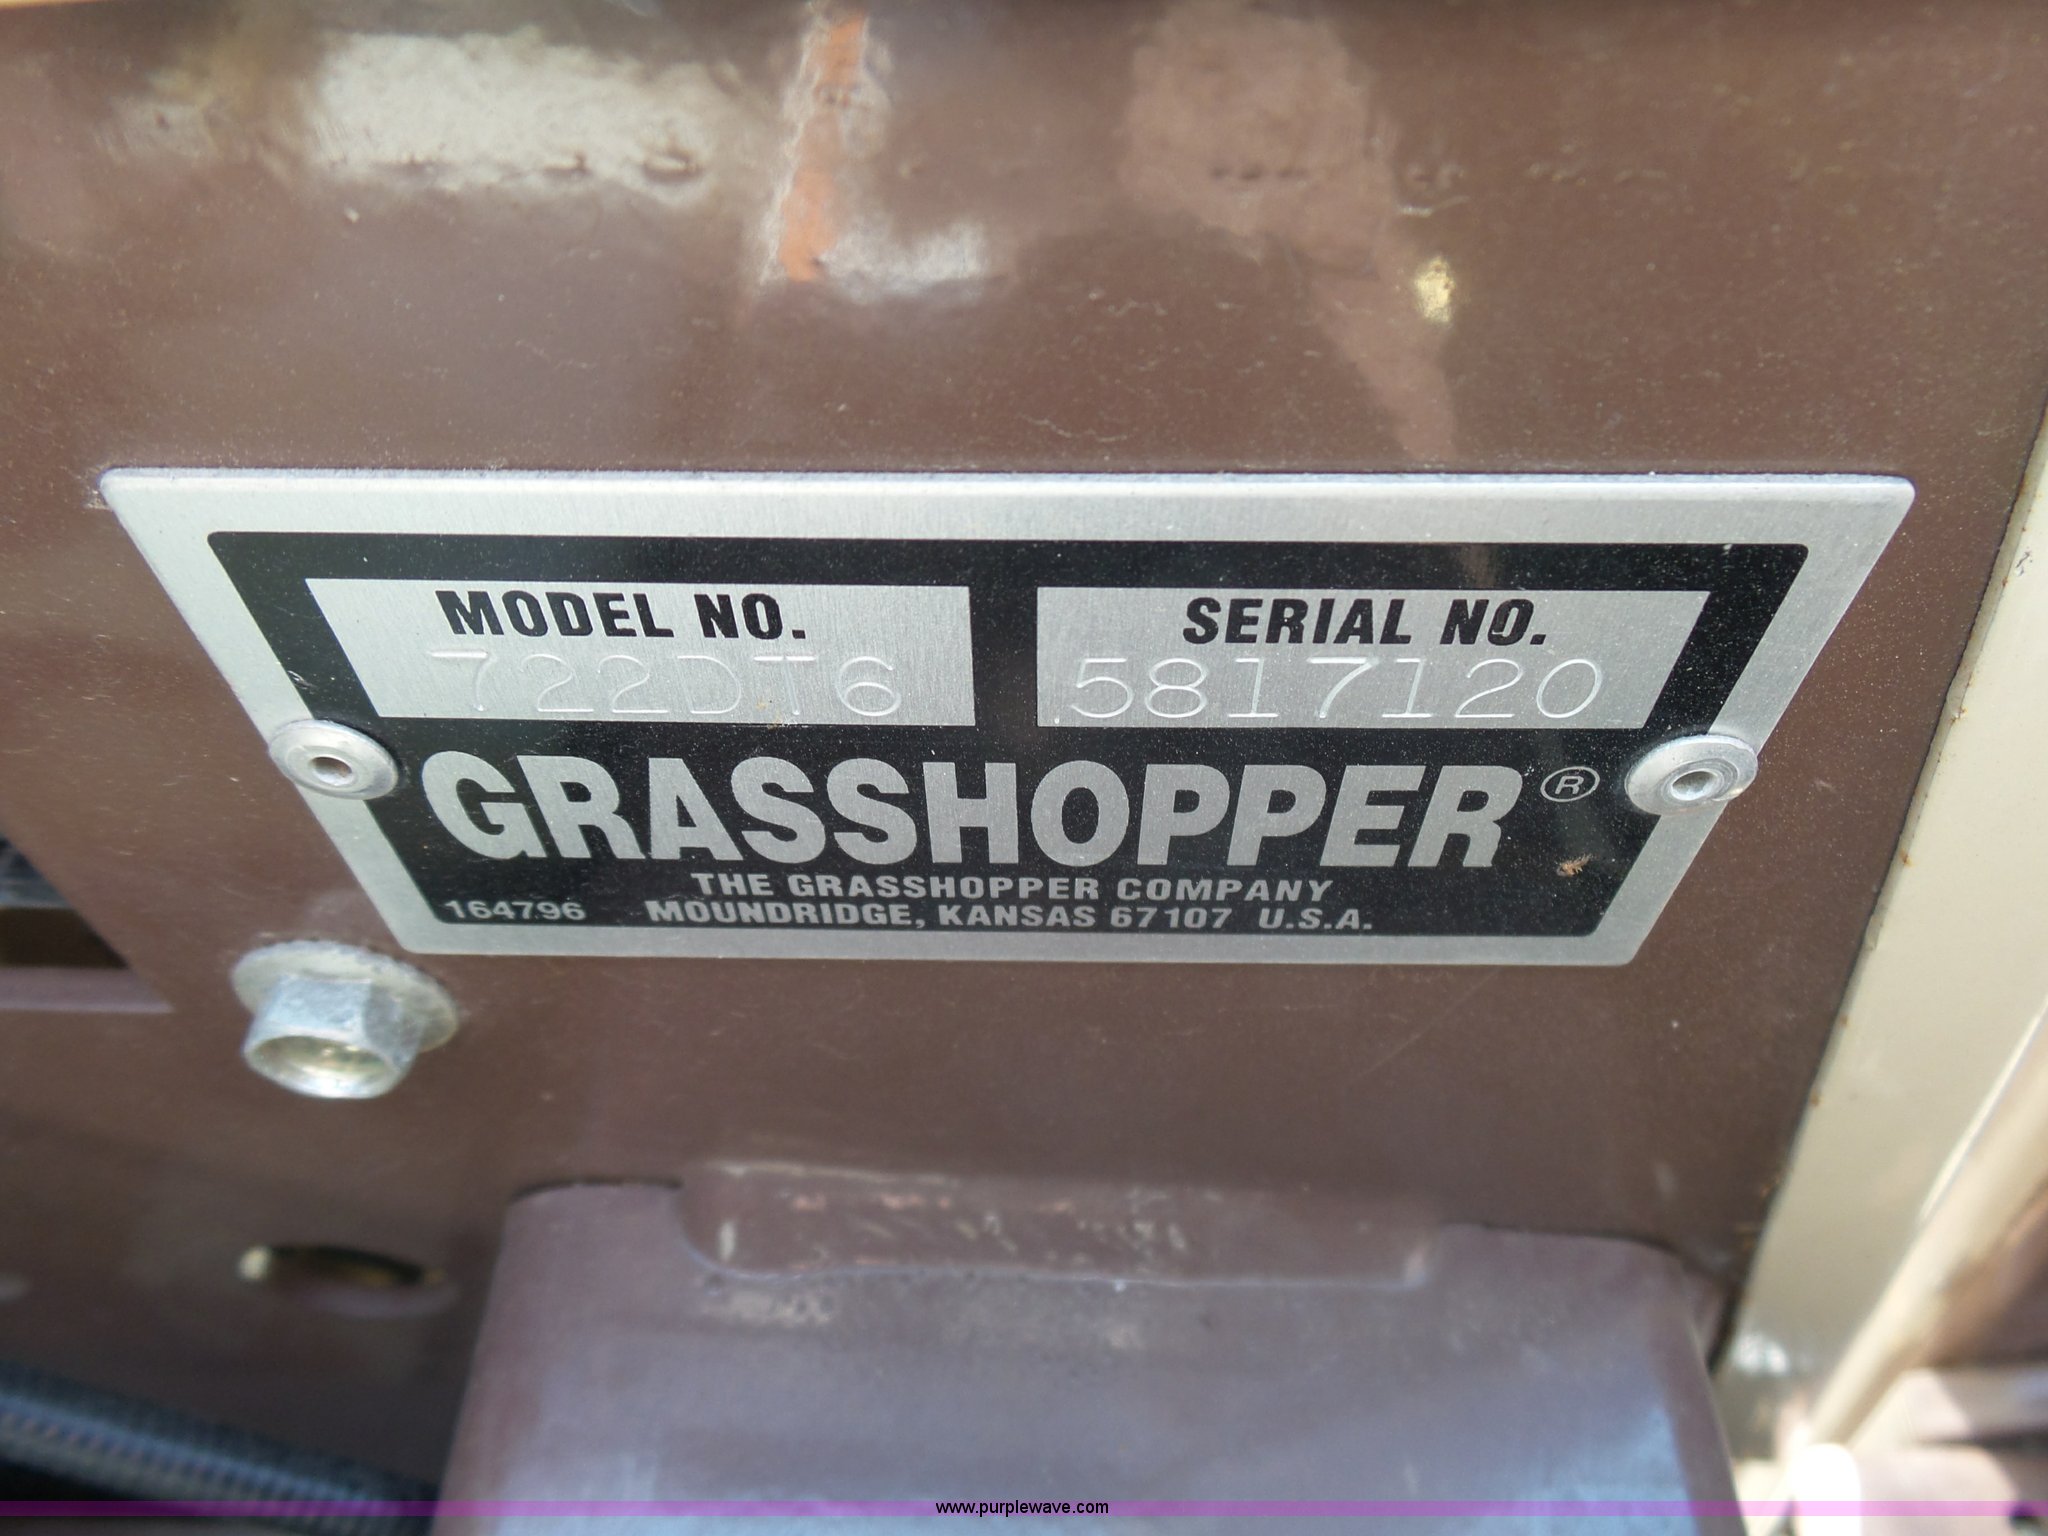 MODEL NO.
722DT6
SERIAL NO.
5817120
GRASSHOPPER®
THE GRASSHOPPER COMPANY
164796 MOUNDRIDGE, KANSAS 67107 U.S.A.
www.purplewave.com